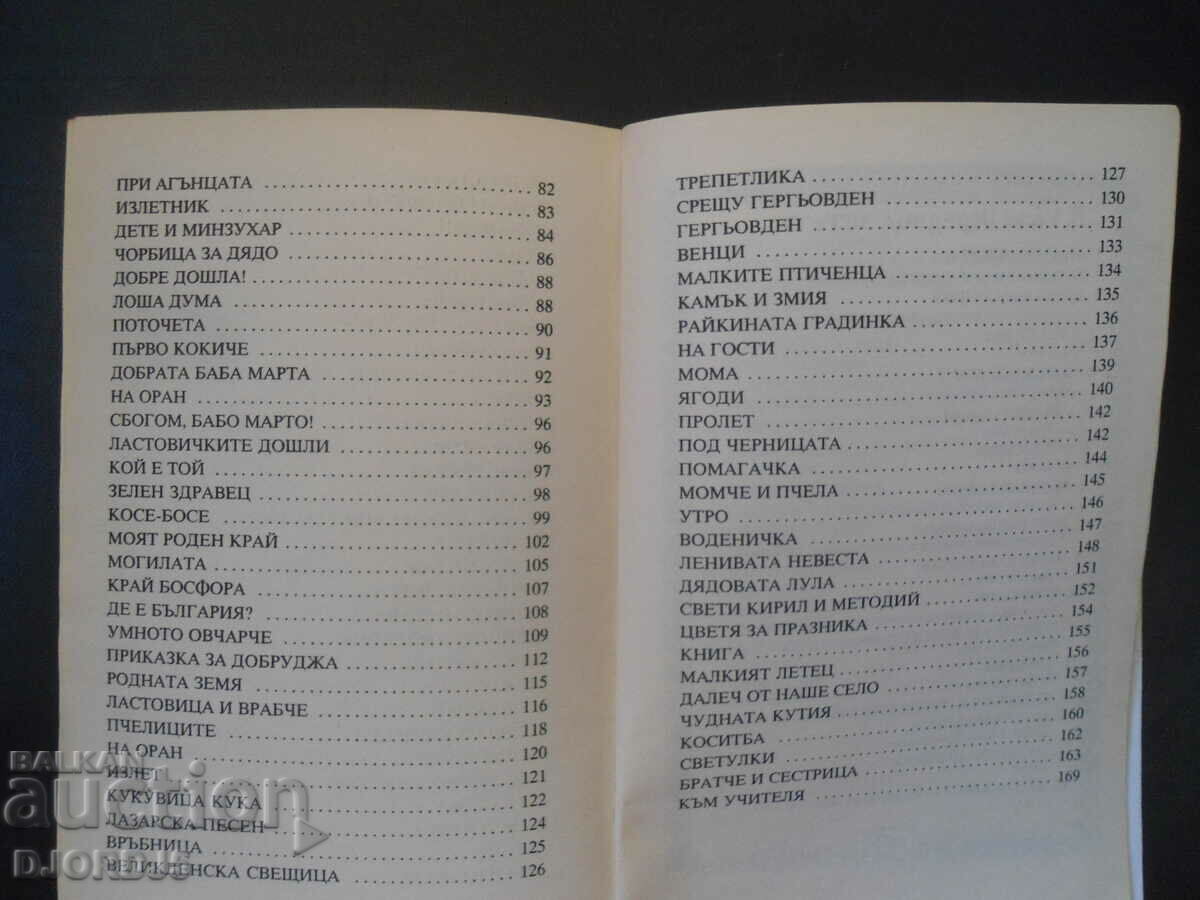 ПРИ АГЪНЦАТА ........ 82
ИЗЛЕТНИК ........ 83
ДЕТЕ И МИНЗУХАР ........ 84
ЧОРБИЦА ЗА ДЯДО ........ 86
ДОБРЕ ДОШЛА! ........ 88
ЛОША ДУМА ........ 88
ПОТОЧЕТА ........ 90
ПЪРВО КОКИЧЕ ........ 91
ДОБРАТА БАБА МАРТА ........ 92
НА ОРАН ........ 93
СБОГОМ, БАБО МАРТО! ........ 96
ЛАСТОВИЧКИТЕ ДОШЛИ ........ 96
КОЙ Е ТОЙ ........ 97
ЗЕЛЕН ЗДРАВЕЦ ........ 98
КОСЕ-БОСЕ ........ 99
МОЯТ РОДЕН КРАЙ ........ 102
МОГИЛАТА ........ 105
КРАЙ БОСФОРА ........ 107
ДЕ Е БЪЛГАРИЯ? ........ 108
УМНОТО ОВЧАРЧЕ ........ 109
ПРИКАЗКА ЗА ДОБРУДЖА ........ 112
РОДНАТА ЗЕМЯ ........ 115
ЛАСТОВИЦА И ВРАБЧЕ ........ 116
ПЧЕЛИЦИТЕ ........ 118
НА ОРАН ........ 120
ИЗЛЕТ ........ 121
КУКУВИЦА КУКА ........ 122
ЛАЗАРСКА ПЕСЕН ........ 124
ВРЪБНИЦА ........ 125
ВЕЛИКДЕНСКА СВЕЩИЦА ........ 126
ТРЕПЕТЛИКА ........ 127
СРЕЩУ ГЕРГЬОВДЕН ........ 130
ГЕРГЬОВДЕН ........ 131
ВЕНЦИ ........ 133
МАЛКИТЕ ПТИЧЕНЦА ........ 134
КАМЪК И ЗМИЯ ........ 135
РАЙКИНАТА ГРАДИНКА ........ 136
НА ГОСТИ ........ 137
МОМА ........ 139
ЯГОДИ ........ 140
ПРОЛЕТ ........ 142
ПОД ЧЕРНИЦАТА ........ 142
ПОМАГАЧКА ........ 144
МОМЧЕ И ПЧЕЛА ........ 145
УТРО ........ 146
ВОДЕНИЧКА ........ 147
ЛЕНИВАТА НЕВЕСТА ........ 148
ДЯДОВАТА ЛУЛА ........ 151
СВЕТИ КИРИЛ И МЕТОДИЙ ........ 152
ЦВЕТЯ ЗА ПРАЗНИКА ........ 154
КНИГА ........ 155
МАЛКИЯТ ЛЕТЕЦ ........ 156
ДАЛЕЧ ОТ НАШЕ СЕЛО ........ 157
ЧУДНАТА КУТИЯ ........ 158
КОСИТБА ........ 160
СВЕТУЛКИ ........ 162
БРАТЧЕ И СЕСТРИЦА ........ 163
КЪМ УЧИТЕЛЯ ........ 169
BALKAN
auction
DJORDJ5